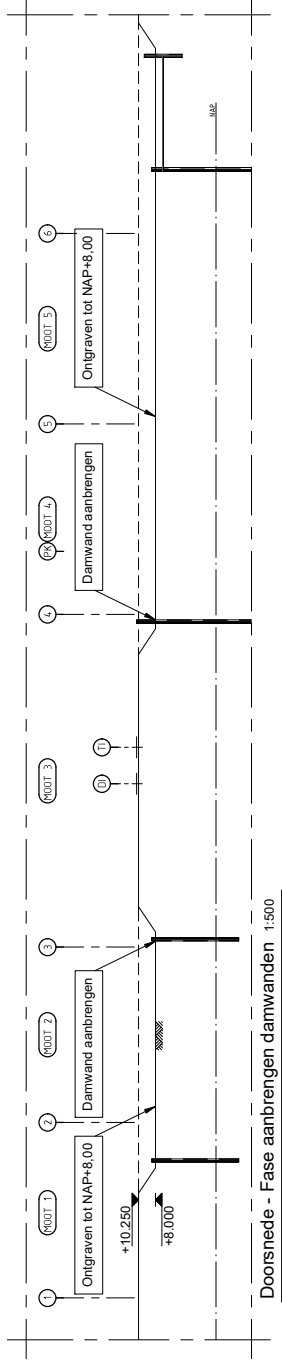 1
MOOT 1
2
MOOT 2
3
MOOT 3
4
PK
MOOT 4
5
MOOT 5
6
DI
TI
Ontgraven tot NAP+8,00
Damwand aanbrengen
Damwand aanbrengen
Ontgraven tot NAP+8,00
+10.250
+8.000
NAP
Doorsnede - Fase aanbrengen damwanden 1:500